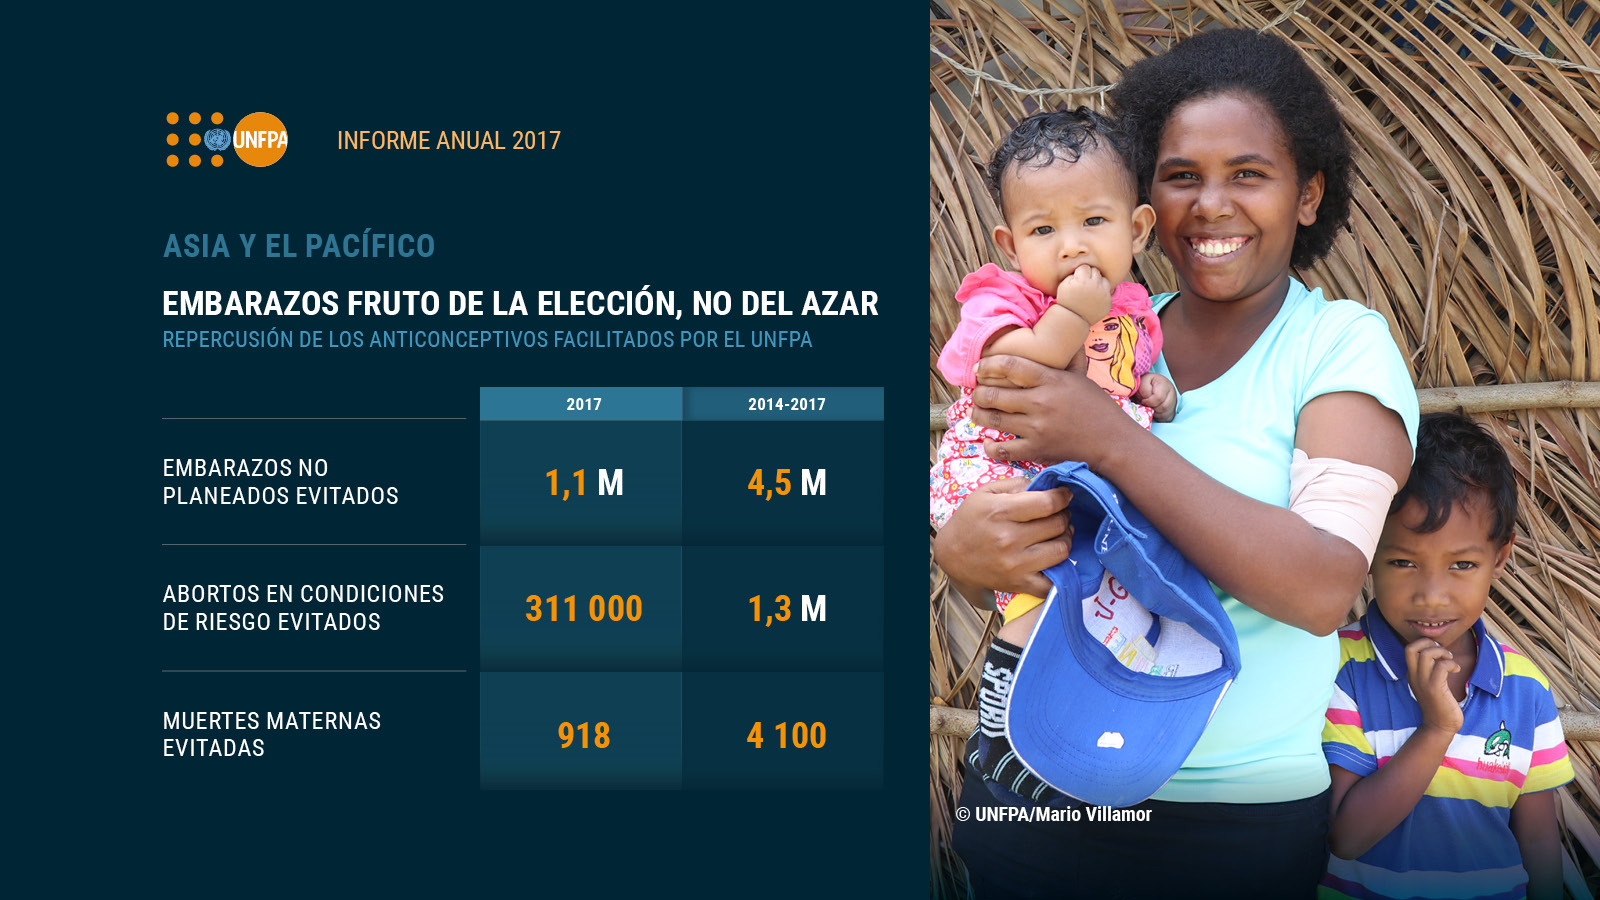 UNFPA
INFORME ANUAL 2017
ASIA Y EL PACÍFICO
EMBARAZOS FRUTO DE LA ELECCIÓN, NO DEL AZAR
REPERCUSIÓN DE LOS ANTICONCEPTIVOS FACILITADOS POR EL UNFPA
2017 2014-2017
EMBARAZOS NO
PLANEADOS EVITADOS
1,1 M 4,5 M
ABORTOS EN CONDICIONES
DE RIESGO EVITADOS
311 000 1,3 M
MUERTES MATERNAS
EVITADAS
918 4 100
SPORT
U-G
© UNFPA/Mario Villamor